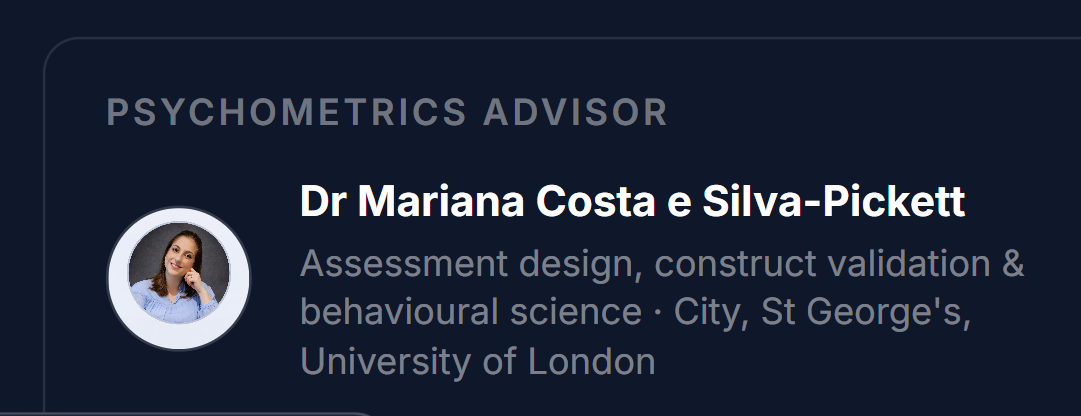 PSYCHOMETRICS ADVISOR
Dr Mariana Costa e Silva-Pickett
Assessment design, construct validation &
behavioural science · City, St George's,
University of London